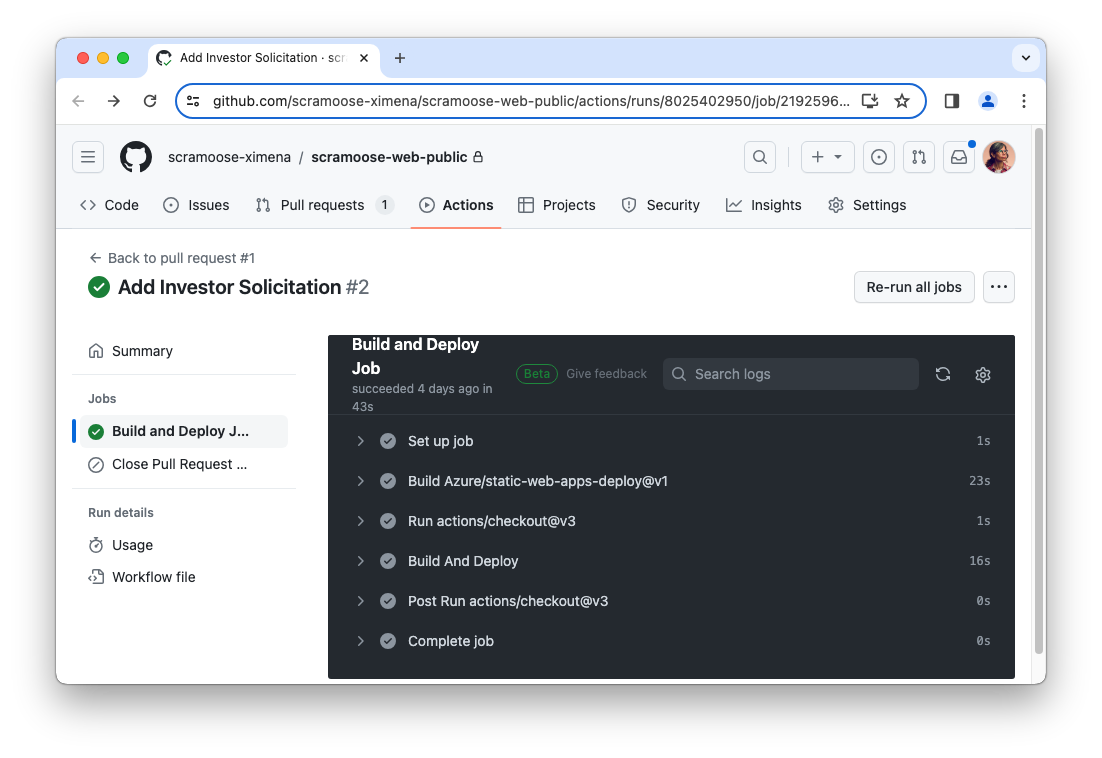 Add Investor Solicitation · scr
github.com/scramoose-ximena/scramoose-web-public/actions/runs/8025402950/job/2192596...
scramoose-ximena / scramoose-web-public
Code Issues Pull requests 1 Actions Projects Security Insights Settings
Back to pull request #1
Add Investor Solicitation #2
Re-run all jobs
Summary
Jobs
Build and Deploy J...
Close Pull Request ...
Run details
Usage
Workflow file
Build and Deploy
Job
succeeded 4 days ago in
43s
Beta Give feedback
Search logs
Set up job 1s
Build Azure/static-web-apps-deploy@v1 23s
Run actions/checkout@v3 1s
Build And Deploy 16s
Post Run actions/checkout@v3 0s
Complete job 0s